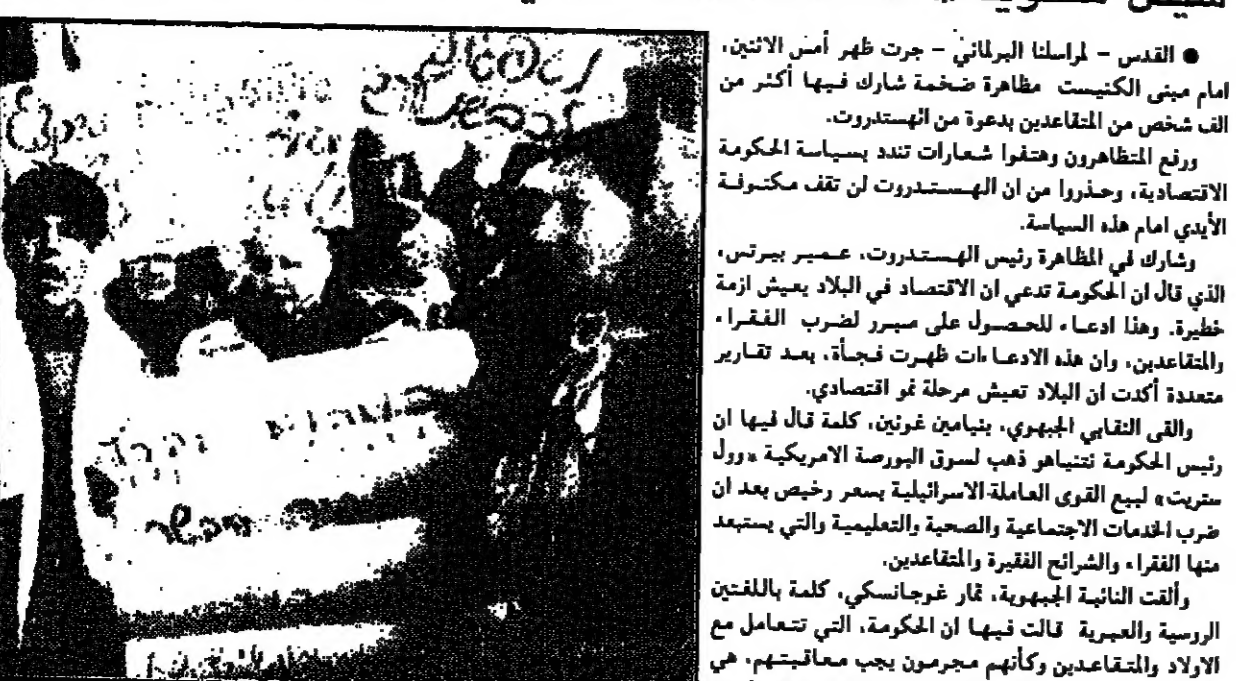 ● القدس - لمراسلنا البرلماني - جرت ظهر أمس الاثنين،
امام مبنى الكنيست مظاهرة ضخمة شارك فيها أكثر من
الف شخص من المتقاعدين بدعوة من الهستدروت.
ورفع المتظاهرون وهتفوا شعارات تندد بسياسة الحكومة
الاقتصادية، وحذروا من ان الهستدروت لن تقف مكتوفة
الأيدي امام هذه السياسة.
وشارك في المظاهرة رئيس الهستدروت، عمير بيرتس،
الذي قال ان الحكومة تدعي ان الاقتصاد في البلاد يعيش ازمة
خطيرة. وهذا ادعاء للحصول على مبرر لضرب الفقراء
والمتقاعدين، وان هذه الادعاءات ظهرت فجأة، بعد تقارير
متعددة أكدت ان البلاد تعيش مرحلة نمو اقتصادي.
والقى النقابي الجبهوي، بنيامين غونين، كلمة قال فيها ان
رئيس الحكومة نتنياهو ذهب لسوق البورصة الامريكية «وول
ستريت» ليبيع القوى العاملة الاسرائيلية بسعر رخيص بعد ان
ضرب الخدمات الاجتماعية والصحية والتعليمية والتي يستبعد
منها الفقراء والشرائح الفقيرة والمتقاعدين.
وألقت النائبة الجبهوية، تمار غوجانسكي، كلمة باللغتين
الروسية والعبرية قالت فيها ان الحكومة، التي تتعامل مع
الاولاد والمتقاعدين وكأنهم مجرمون يجب معاقبتهم، هي